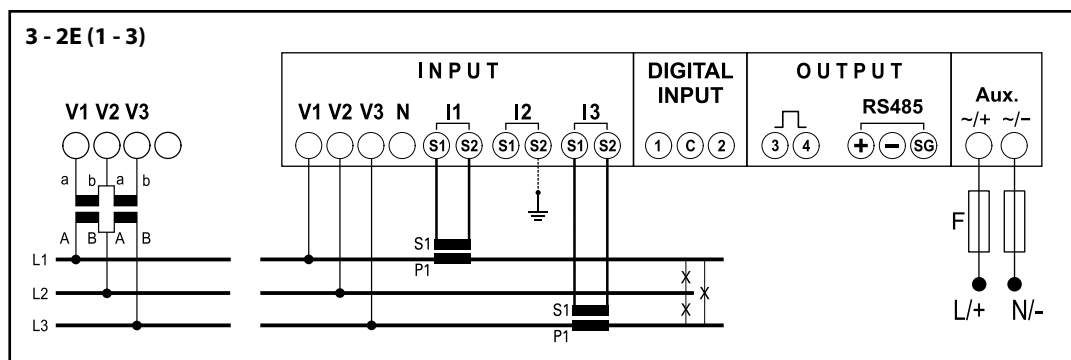 3 - 2E (1 - 3)
INPUT
DIGITAL INPUT
OUTPUT
V1 V2 V3
V1 V2 V3 N I1 I2 I3
RS485
Aux.
~/+ ~/−
S1 S2 S1 S2 S1 S2
1 C 2
3 4
+ − SG
a b a b
A B A B
F
S1
P1
L1
L2
L3
S1
P1
X
X
X
L/+ N/-